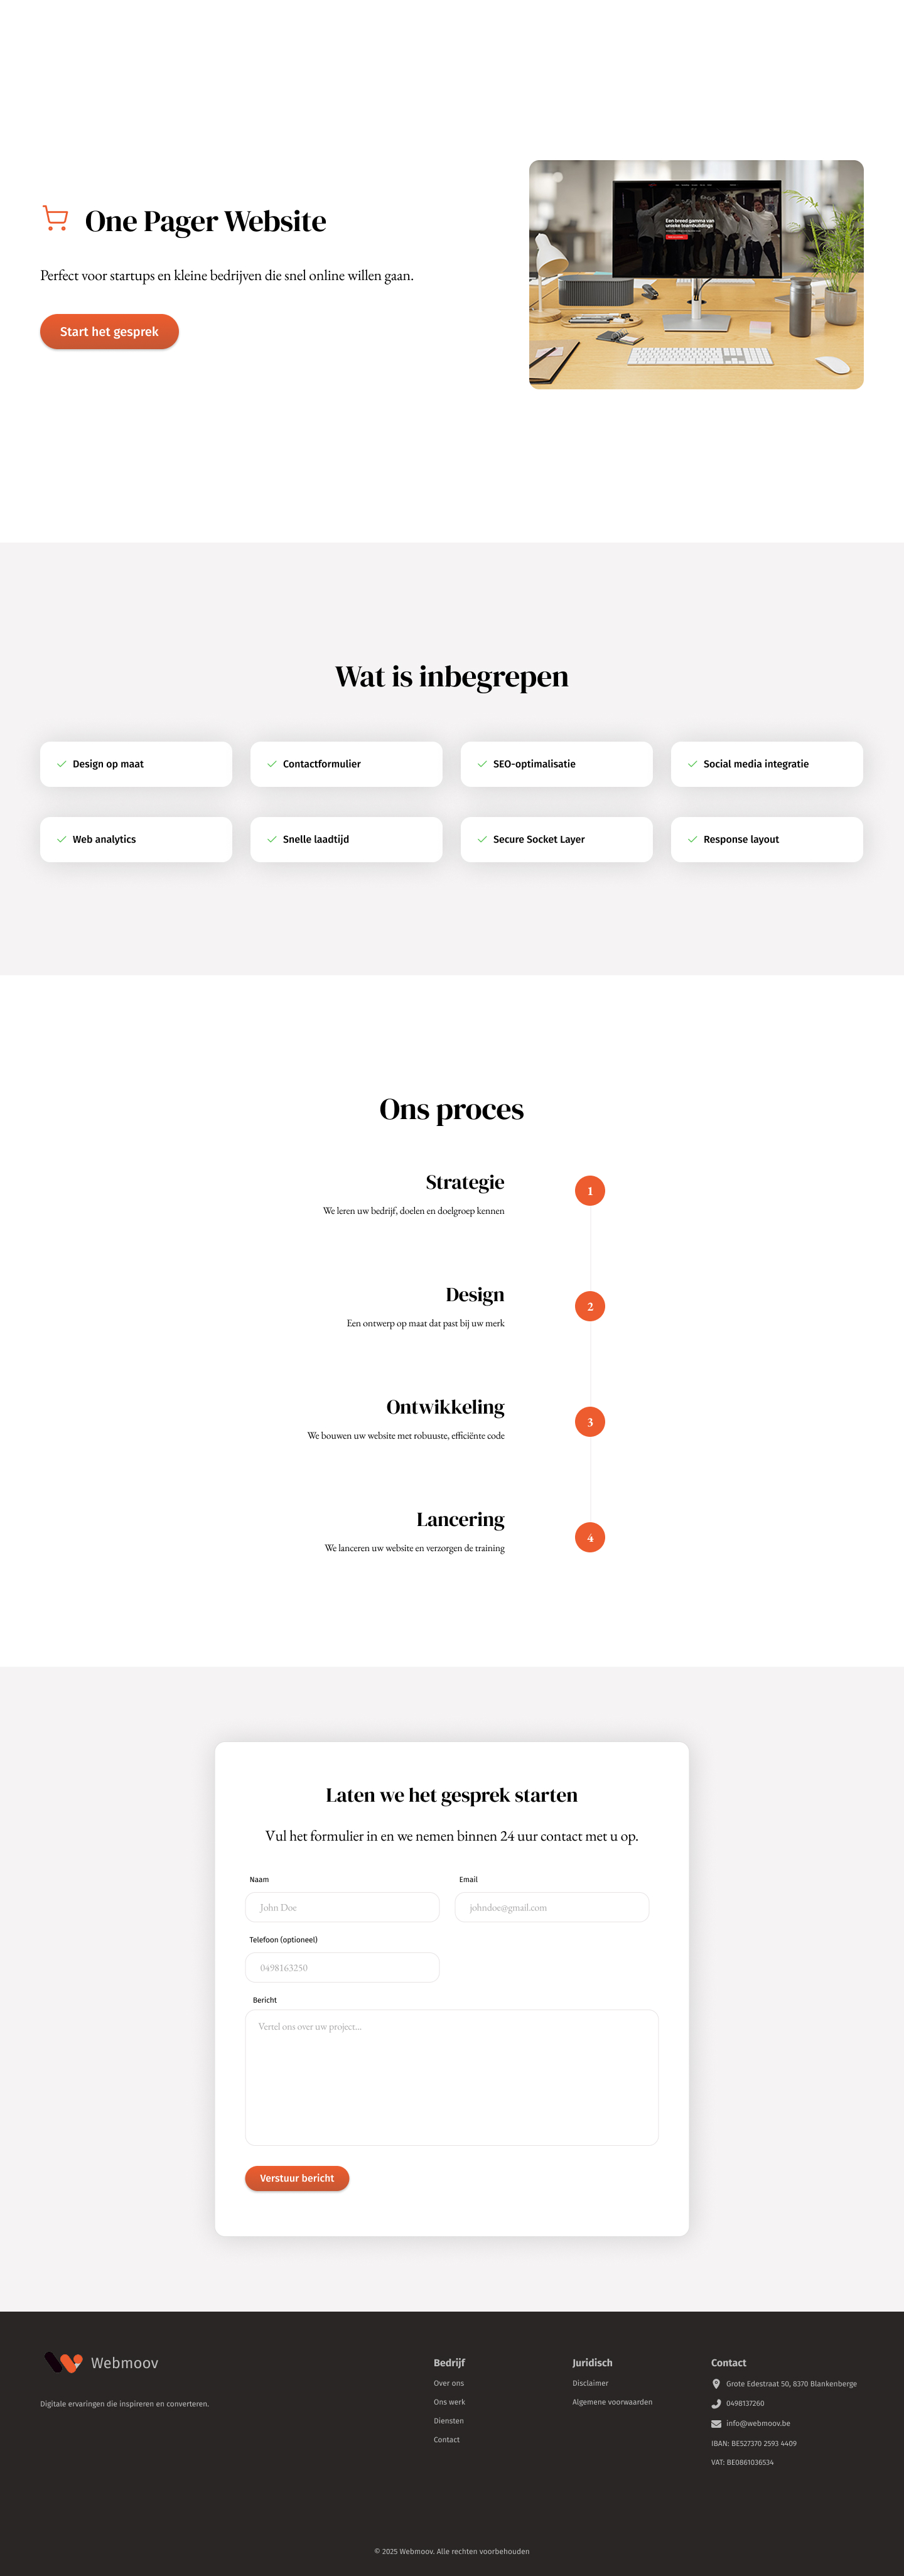 One Pager Website
Perfect voor startups en kleine bedrijven die snel online willen gaan.
Start het gesprek
Een breed gamma van
unieke teambuildings
Wat is inbegrepen
Design op maat
Contactformulier
SEO-optimalisatie
Social media integratie
Web analytics
Snelle laadtijd
Secure Socket Layer
Response layout
Ons proces
Strategie
We leren uw bedrijf, doelen en doelgroep kennen
1
Design
Een ontwerp op maat dat past bij uw merk
2
Ontwikkeling
We bouwen uw website met robuuste, efficiënte code
3
Lancering
We lanceren uw website en verzorgen de training
4
Laten we het gesprek starten
Vul het formulier in en we nemen binnen 24 uur contact met u op.
Naam
Email
John Doe
johndoe@gmail.com
Telefoon (optioneel)
0498163250
Bericht
Vertel ons over uw project...
Verstuur bericht
Webmoov
Digitale ervaringen die inspireren en converteren.
Bedrijf
Over ons
Ons werk
Diensten
Contact
Juridisch
Disclaimer
Algemene voorwaarden
Contact
Grote Edestraat 50, 8370 Blankenberge
0498137260
info@webmoov.be
IBAN: BE527370 2593 4409
VAT: BE0861036534
© 2025 Webmoov. Alle rechten voorbehouden